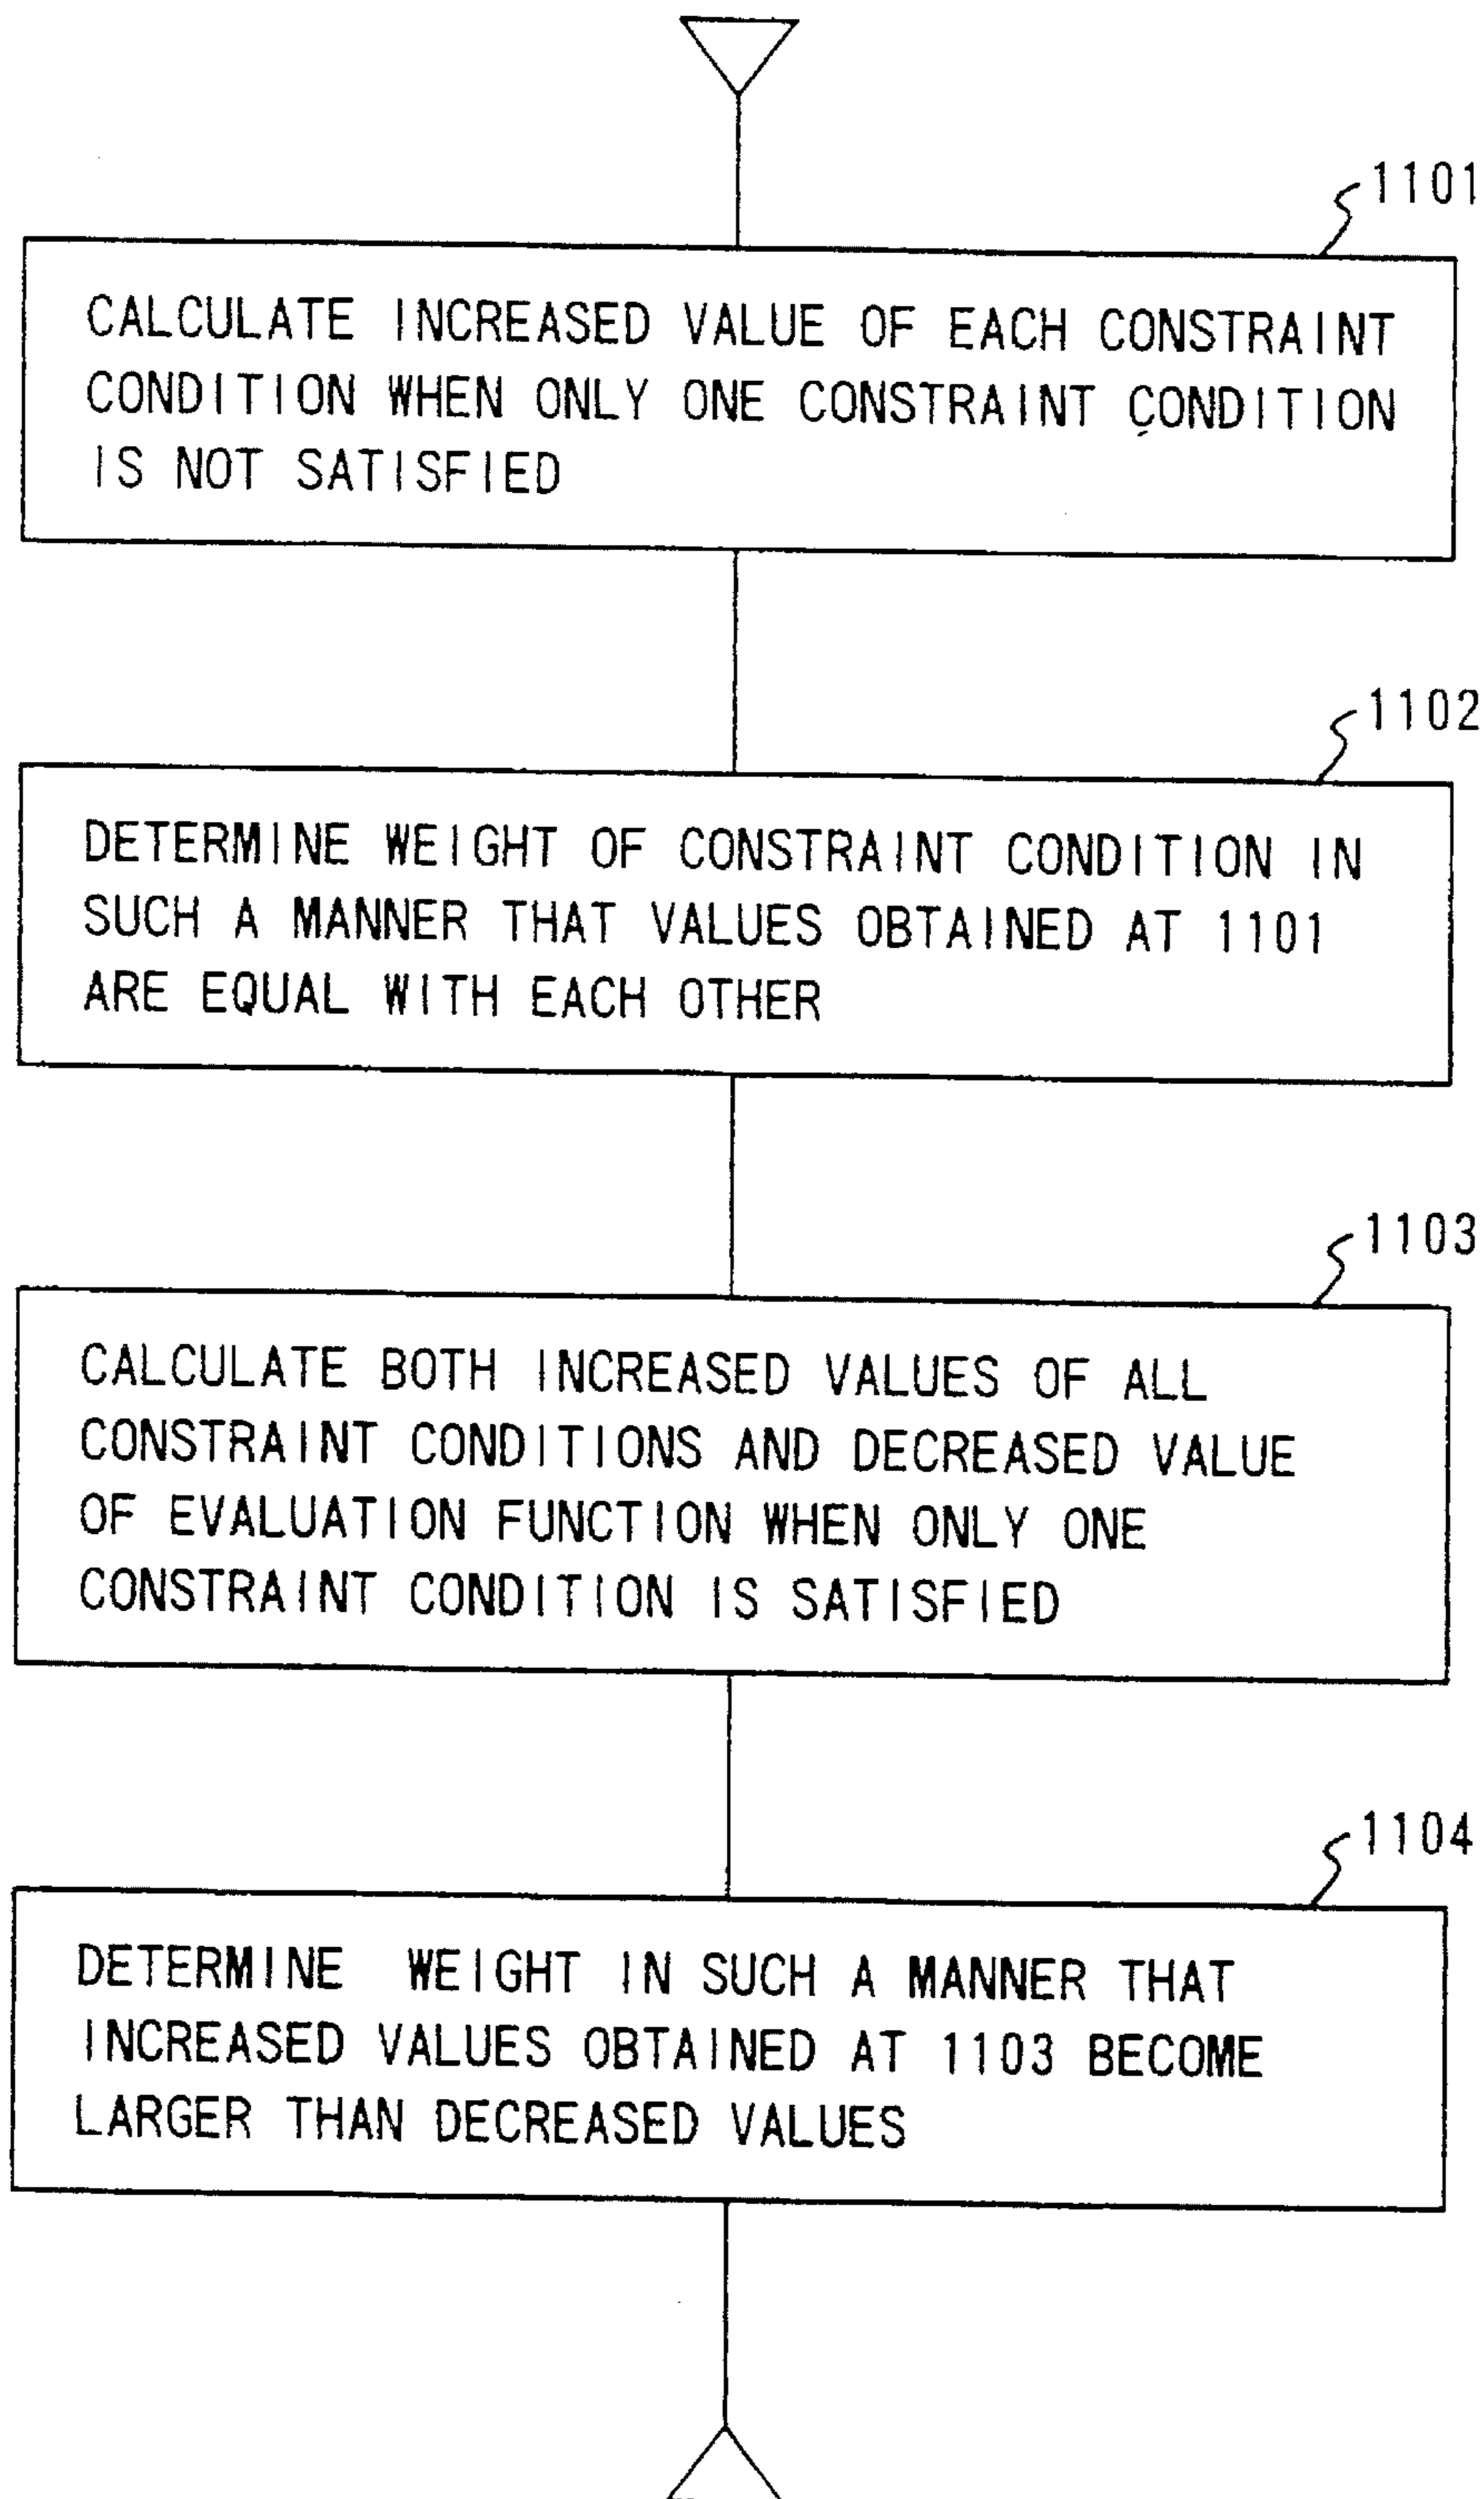 1101
CALCULATE INCREASED VALUE OF EACH CONSTRAINT
CONDITION WHEN ONLY ONE CONSTRAINT CONDITION
IS NOT SATISFIED
1102
DETERMINE WEIGHT OF CONSTRAINT CONDITION IN
SUCH A MANNER THAT VALUES OBTAINED AT 1101
ARE EQUAL WITH EACH OTHER
1103
CALCULATE BOTH INCREASED VALUES OF ALL
CONSTRAINT CONDITIONS AND DECREASED VALUE
OF EVALUATION FUNCTION WHEN ONLY ONE
CONSTRAINT CONDITION IS SATISFIED
1104
DETERMINE WEIGHT IN SUCH A MANNER THAT
INCREASED VALUES OBTAINED AT 1103 BECOME
LARGER THAN DECREASED VALUES